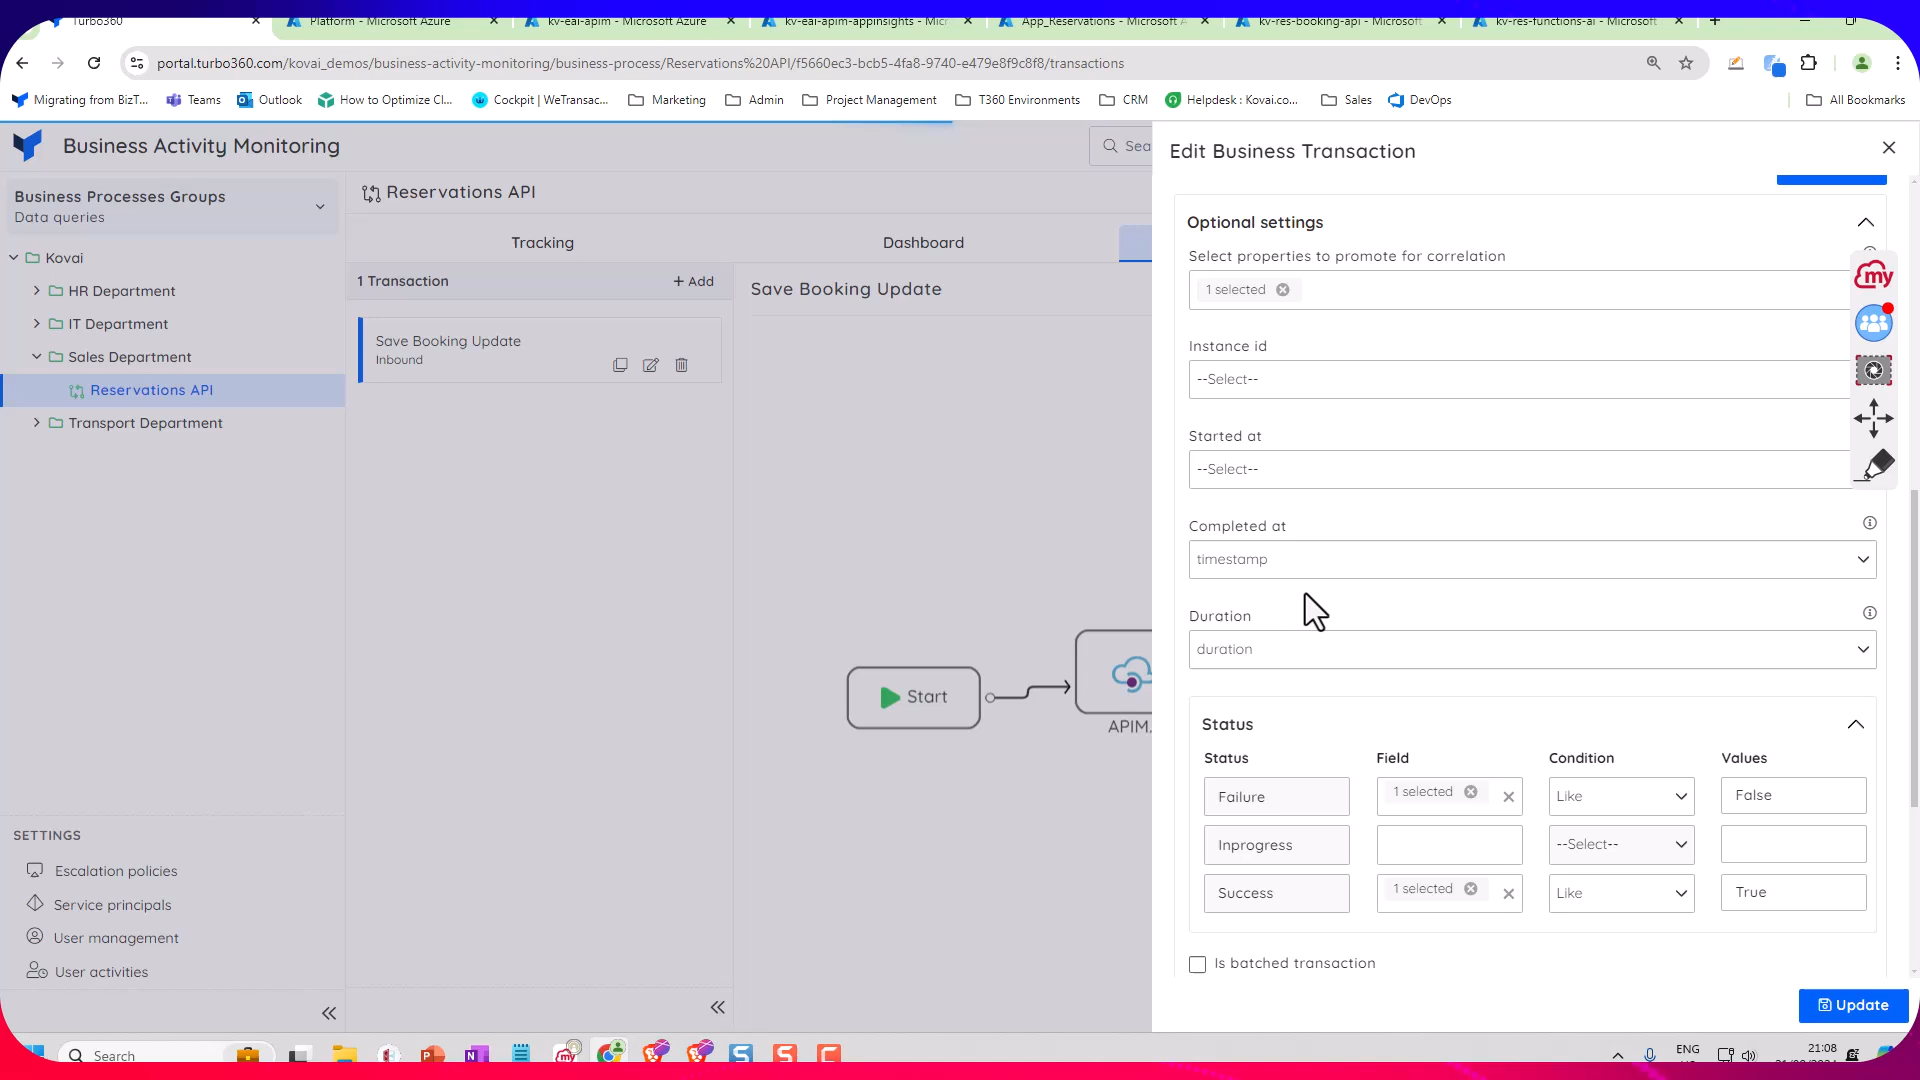 Turbo360
Platform - Microsoft Azure
kv-eai-apim - Microsoft Azure
kv-eai-apim-appinsights - Micr
App_Reservations - Microsoft A
kv-res-booking-api - Microsoft
kv-res-functions-ai - Microsoft
portal.turbo360.com/kovai_demos/business-activity-monitoring/business-process/Reservations%20API/f5660ec3-bcb5-4fa8-9740-e479e8f9c8f8/transactions
Migrating from BizT...
Teams
Outlook
How to Optimize Cl...
Cockpit | WeTransac...
Marketing
Admin
Project Management
T360 Environments
CRM
Helpdesk : Kovai.co...
Sales
DevOps
All Bookmarks
Business Activity Monitoring
Sea
Business Processes Groups
Data queries
Kovai
HR Department
IT Department
Sales Department
Reservations API
Transport Department
SETTINGS
Escalation policies
Service principals
User management
User activities
Reservations API
Tracking
Dashboard
1 Transaction
+ Add
Save Booking Update
Inbound
Save Booking Update
Start
APIM.
Edit Business Transaction
Optional settings
Select properties to promote for correlation
1 selected
Instance id
--Select--
Started at
--Select--
Completed at
timestamp
Duration
duration
Status
Status Field Condition Values
Failure 1 selected Like False
Inprogress --Select--
Success 1 selected Like True
Is batched transaction
Update
my
Search
ENG
21:08